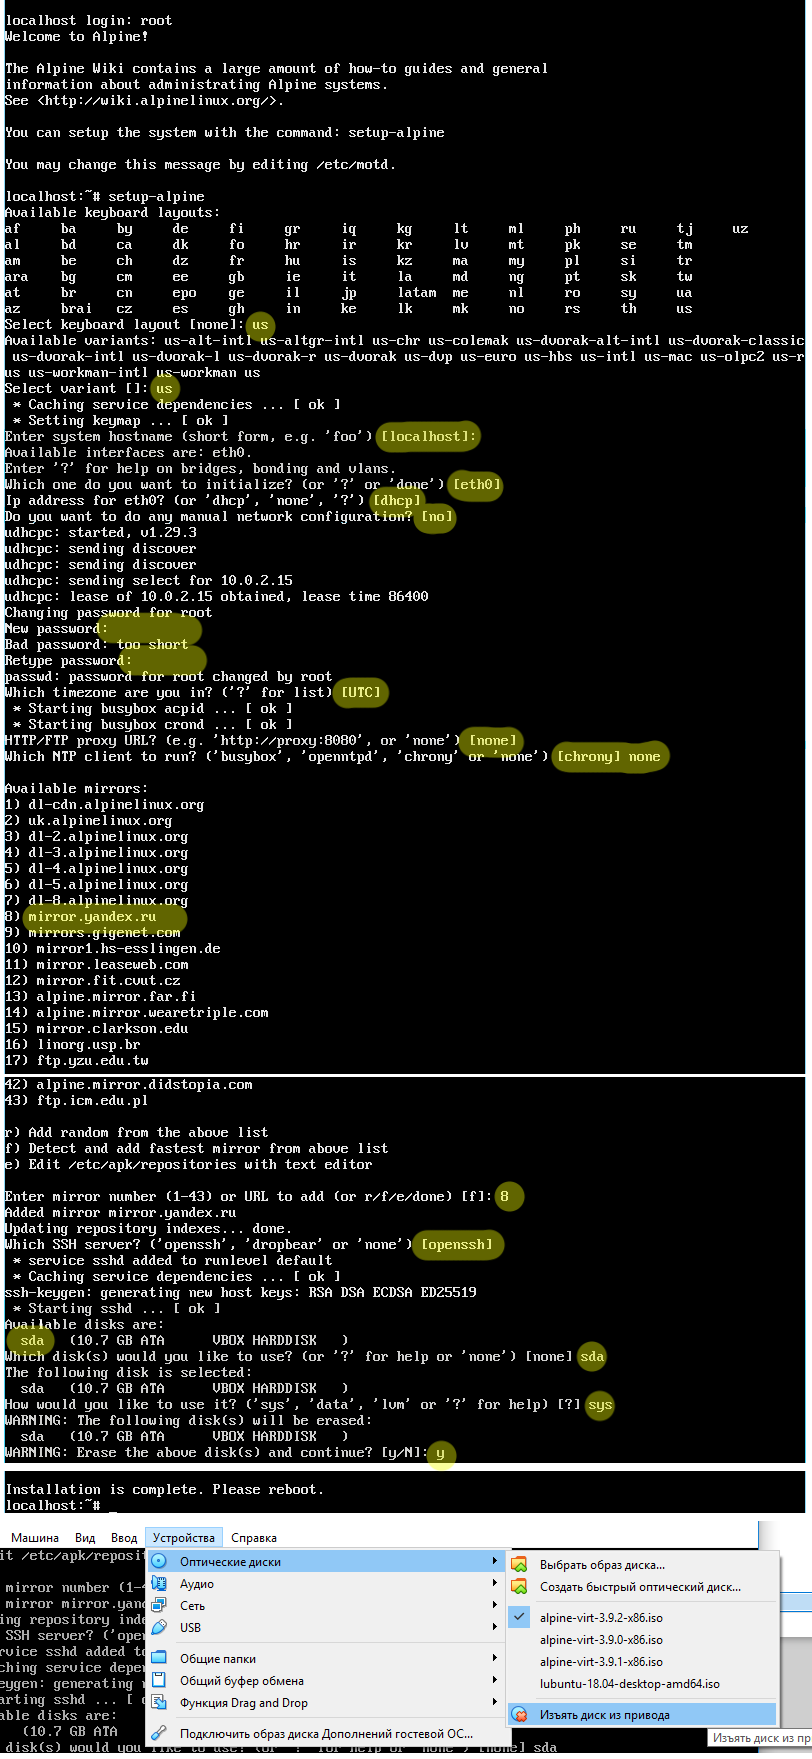 localhost login: root
Welcome to Alpine!
The Alpine Wiki contains a large amount of how-to guides and general
information about administrating Alpine systems.
See <http://wiki.alpinelinux.org/>.
You can setup the system with the command: setup-alpine
You may change this message by editing /etc/motd.
localhost:~# setup-alpine
Available keyboard layouts:
af ba by de fi gr iq kg lt ml ph ru tj uz
al bd ca dk fo hr ir kr lv mt pk se tm
am be ch dz fr hu is kz ma my pl si tr
ara bg cm ee gb ie it la md ng pt sk tw
at br cn epo ge il jp latam me nl ro sy ua
az brai cz es gh in ke lk mk no rs th us
Select keyboard layout [none]: us
Available variants: us-alt-intl us-altgr-intl us-chr us-colemak us-dvorak-alt-intl us-dvorak-classic
us-dvorak-intl us-dvorak-l us-dvorak-r us-dvorak us-dvp us-euro us-hbs us-intl us-mac us-olpc2 us-r
us us-workman-intl us-workman us
Select variant []: us
* Caching service dependencies ... [ ok ]
* Setting keymap ... [ ok ]
Enter system hostname (short form, e.g. 'foo') [localhost]:
Available interfaces are: eth0.
Enter '?' for help on bridges, bonding and vlans.
Which one do you want to initialize? (or '?' or 'done') [eth0]
Ip address for eth0? (or 'dhcp', 'none', '?') [dhcp]
Do you want to do any manual network configuration? [no]
udhcpc: started, v1.29.3
udhcpc: sending discover
udhcpc: sending discover
udhcpc: sending select for 10.0.2.15
udhcpc: lease of 10.0.2.15 obtained, lease time 86400
Changing password for root
New password:
Bad password: too short
Retype password:
passwd: password for root changed by root
Which timezone are you in? ('?' for list) [UTC]
* Starting busybox acpid ... [ ok ]
* Starting busybox crond ... [ ok ]
HTTP/FTP proxy URL? (e.g. 'http://proxy:8080', or 'none') [none]
Which NTP client to run? ('busybox', 'openntpd', 'chrony' or 'none') [chrony] none
Available mirrors:
1) dl-cdn.alpinelinux.org
2) uk.alpinelinux.org
3) dl-2.alpinelinux.org
4) dl-3.alpinelinux.org
5) dl-4.alpinelinux.org
6) dl-5.alpinelinux.org
7) dl-8.alpinelinux.org
8) mirror.yandex.ru
9) mirrors.gigenet.com
10) mirror1.hs-esslingen.de
11) mirror.leaseweb.com
12) mirror.fit.cvut.cz
13) alpine.mirror.far.fi
14) alpine.mirror.wearetriple.com
15) mirror.clarkson.edu
16) linorg.usp.br
17) ftp.yzu.edu.tw
42) alpine.mirror.didstopia.com
43) ftp.icm.edu.pl
r) Add random from the above list
f) Detect and add fastest mirror from above list
e) Edit /etc/apk/repositories with text editor
Enter mirror number (1-43) or URL to add (or r/f/e/done) [f]: 8
Added mirror mirror.yandex.ru
Updating repository indexes... done.
Which SSH server? ('openssh', 'dropbear' or 'none') [openssh]
* service sshd added to runlevel default
* Caching service dependencies ... [ ok ]
ssh-keygen: generating new host keys: RSA DSA ECDSA ED25519
* Starting sshd ... [ ok ]
Available disks are:
sda (10.7 GB ATA VBOX HARDDISK )
Which disk(s) would you like to use? (or '?' for help or 'none') [none] sda
The following disk is selected:
sda (10.7 GB ATA VBOX HARDDISK )
How would you like to use it? ('sys', 'data', 'lvm' or '?' for help) [?] sys
WARNING: The following disk(s) will be erased:
sda (10.7 GB ATA VBOX HARDDISK )
WARNING: Erase the above disk(s) and continue? [y/N]: y
Installation is complete. Please reboot.
localhost:~# _
Машина Вид Ввод Устройства Справка
it /etc/apk/reposit
mirror number (1-4
mirror mirror.yand
ing repository inde
SSH server? ('open
rvice sshd added to
ching service depen
eygen: generating n
arting sshd ... [ o
able disks are:
(10.7 GB ATA
disk(s) would you like to use? (or '?' for help or 'none') [none] sda
Оптические диски
Аудио
Сеть
USB
Общие папки
Общий буфер обмена
Функция Drag and Drop
Подключить образ диска Дополнений гостевой ОС...
Выбрать образ диска...
Создать быстрый оптический диск...
alpine-virt-3.9.2-x86.iso
alpine-virt-3.9.0-x86.iso
alpine-virt-3.9.1-x86.iso
lubuntu-18.04-desktop-amd64.iso
Изъять диск из привода
Изъять диск из пр